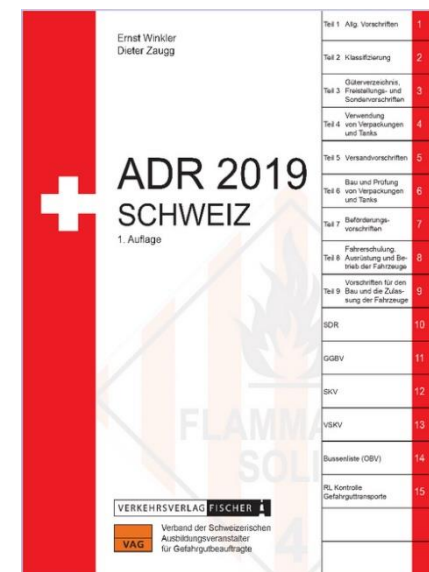 Ernst Winkler
Dieter Zaugg
ADR 2019
SCHWEIZ
1. Auflage
FLAMMA
SOLI
4
VERKEHRSVERLAG FISCHER
VAG
Verband der Schweizerischen
Ausbildungsveranstalter
für Gefahrgutbeauftragte
Teil 1 Allg. Vorschriften 1
Teil 2 Klassifizierung 2
Teil 3 Güterverzeichnis,
Freistellungs- und
Sondervorschriften 3
Teil 4 Verwendung
von Verpackungen
und Tanks 4
Teil 5 Versandvorschriften 5
Teil 6 Bau und Prüfung
von Verpackungen
und Tanks 6
Teil 7 Beförderungs-
vorschriften 7
Teil 8 Fahrerschulung,
Ausrüstung und Be-
trieb der Fahrzeuge 8
Teil 9 Vorschriften für den
Bau und die Zulas-
sung der Fahrzeuge 9
SDR 10
GGBV 11
SKV 12
VSKV 13
Bussenliste (OBV) 14
RL Kontrolle
Gefahrguttransporte 15